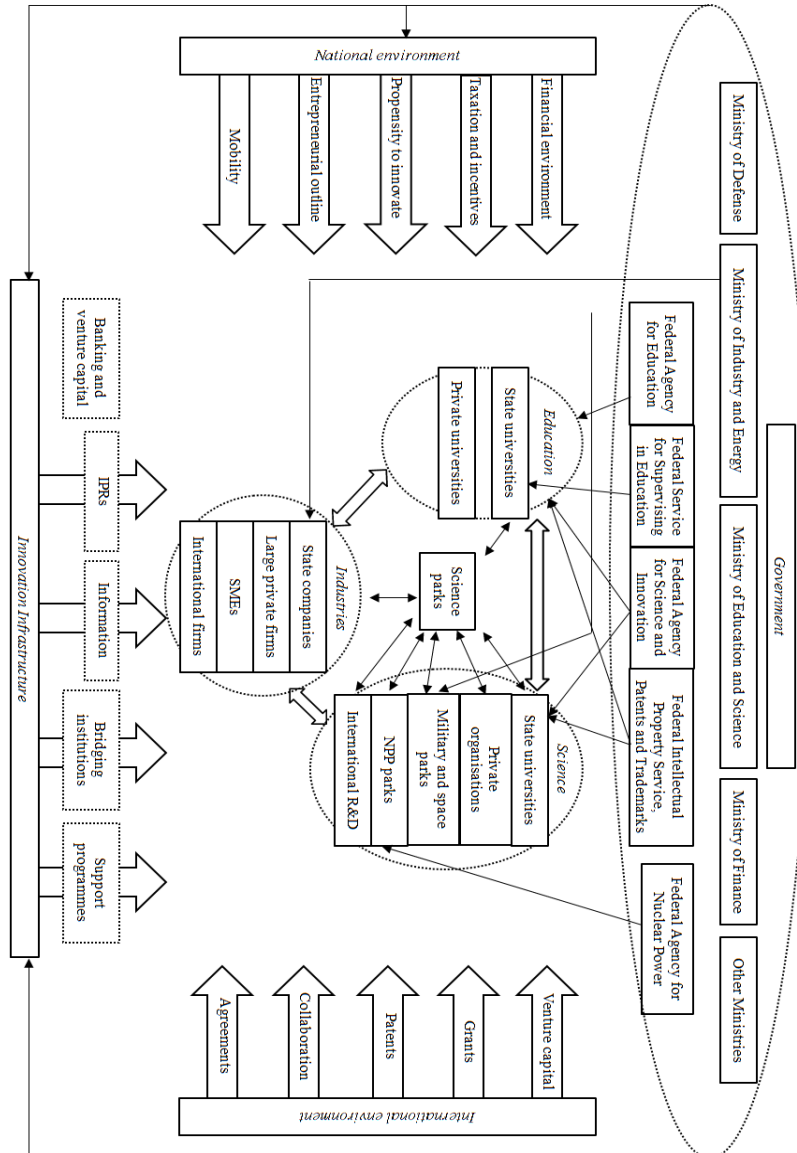 Government
Ministry of Defense
Ministry of Industry and Energy
Ministry of Education and Science
Ministry of Finance
Other Ministries
Federal Agency
for Education
Federal Service
for Supervising
in Education
Federal Agency
for Science and
Innovation
Federal Intellectual
Property Service,
Patents and Trademarks
Federal Agency for
Nuclear Power
National environment
Financial environment
Taxation and incentives
Propensity to innovate
Entrepreneurial outline
Mobility
Education
State universities
Private universities
Science
parks
Science
State universities
Private
organisations
Military and space
parks
NPP parks
International R&D
Industries
State companies
Large private firms
SMEs
International firms
International environment
Venture capital
Grants
Patents
Collaboration
Agreements
Banking and
venture capital
IPRs
Information
Bridging
institutions
Support
programmes
Innovation Infrastructure